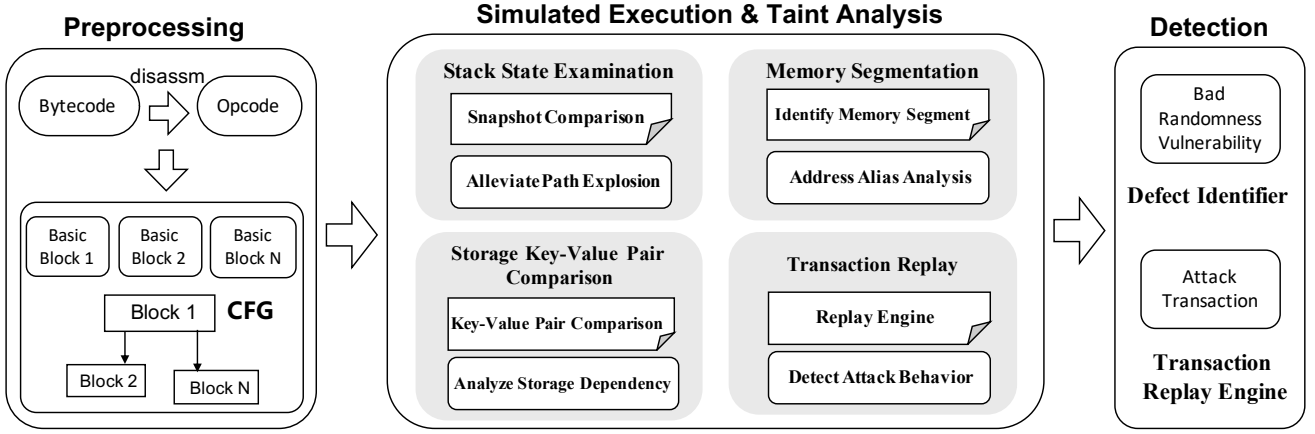 Preprocessing
disassm
Bytecode
Opcode
Basic
Block 1
Basic
Block 2
Basic
Block N
Block 1
CFG
Block 2
Block N
Simulated Execution & Taint Analysis
Stack State Examination
Snapshot Comparison
Alleviate Path Explosion
Memory Segmentation
Identify Memory Segment
Address Alias Analysis
Storage Key-Value Pair
Comparison
Key-Value Pair Comparison
Analyze Storage Dependency
Transaction Replay
Replay Engine
Detect Attack Behavior
Detection
Bad
Randomness
Vulnerability
Defect Identifier
Attack
Transaction
Transaction
Replay Engine